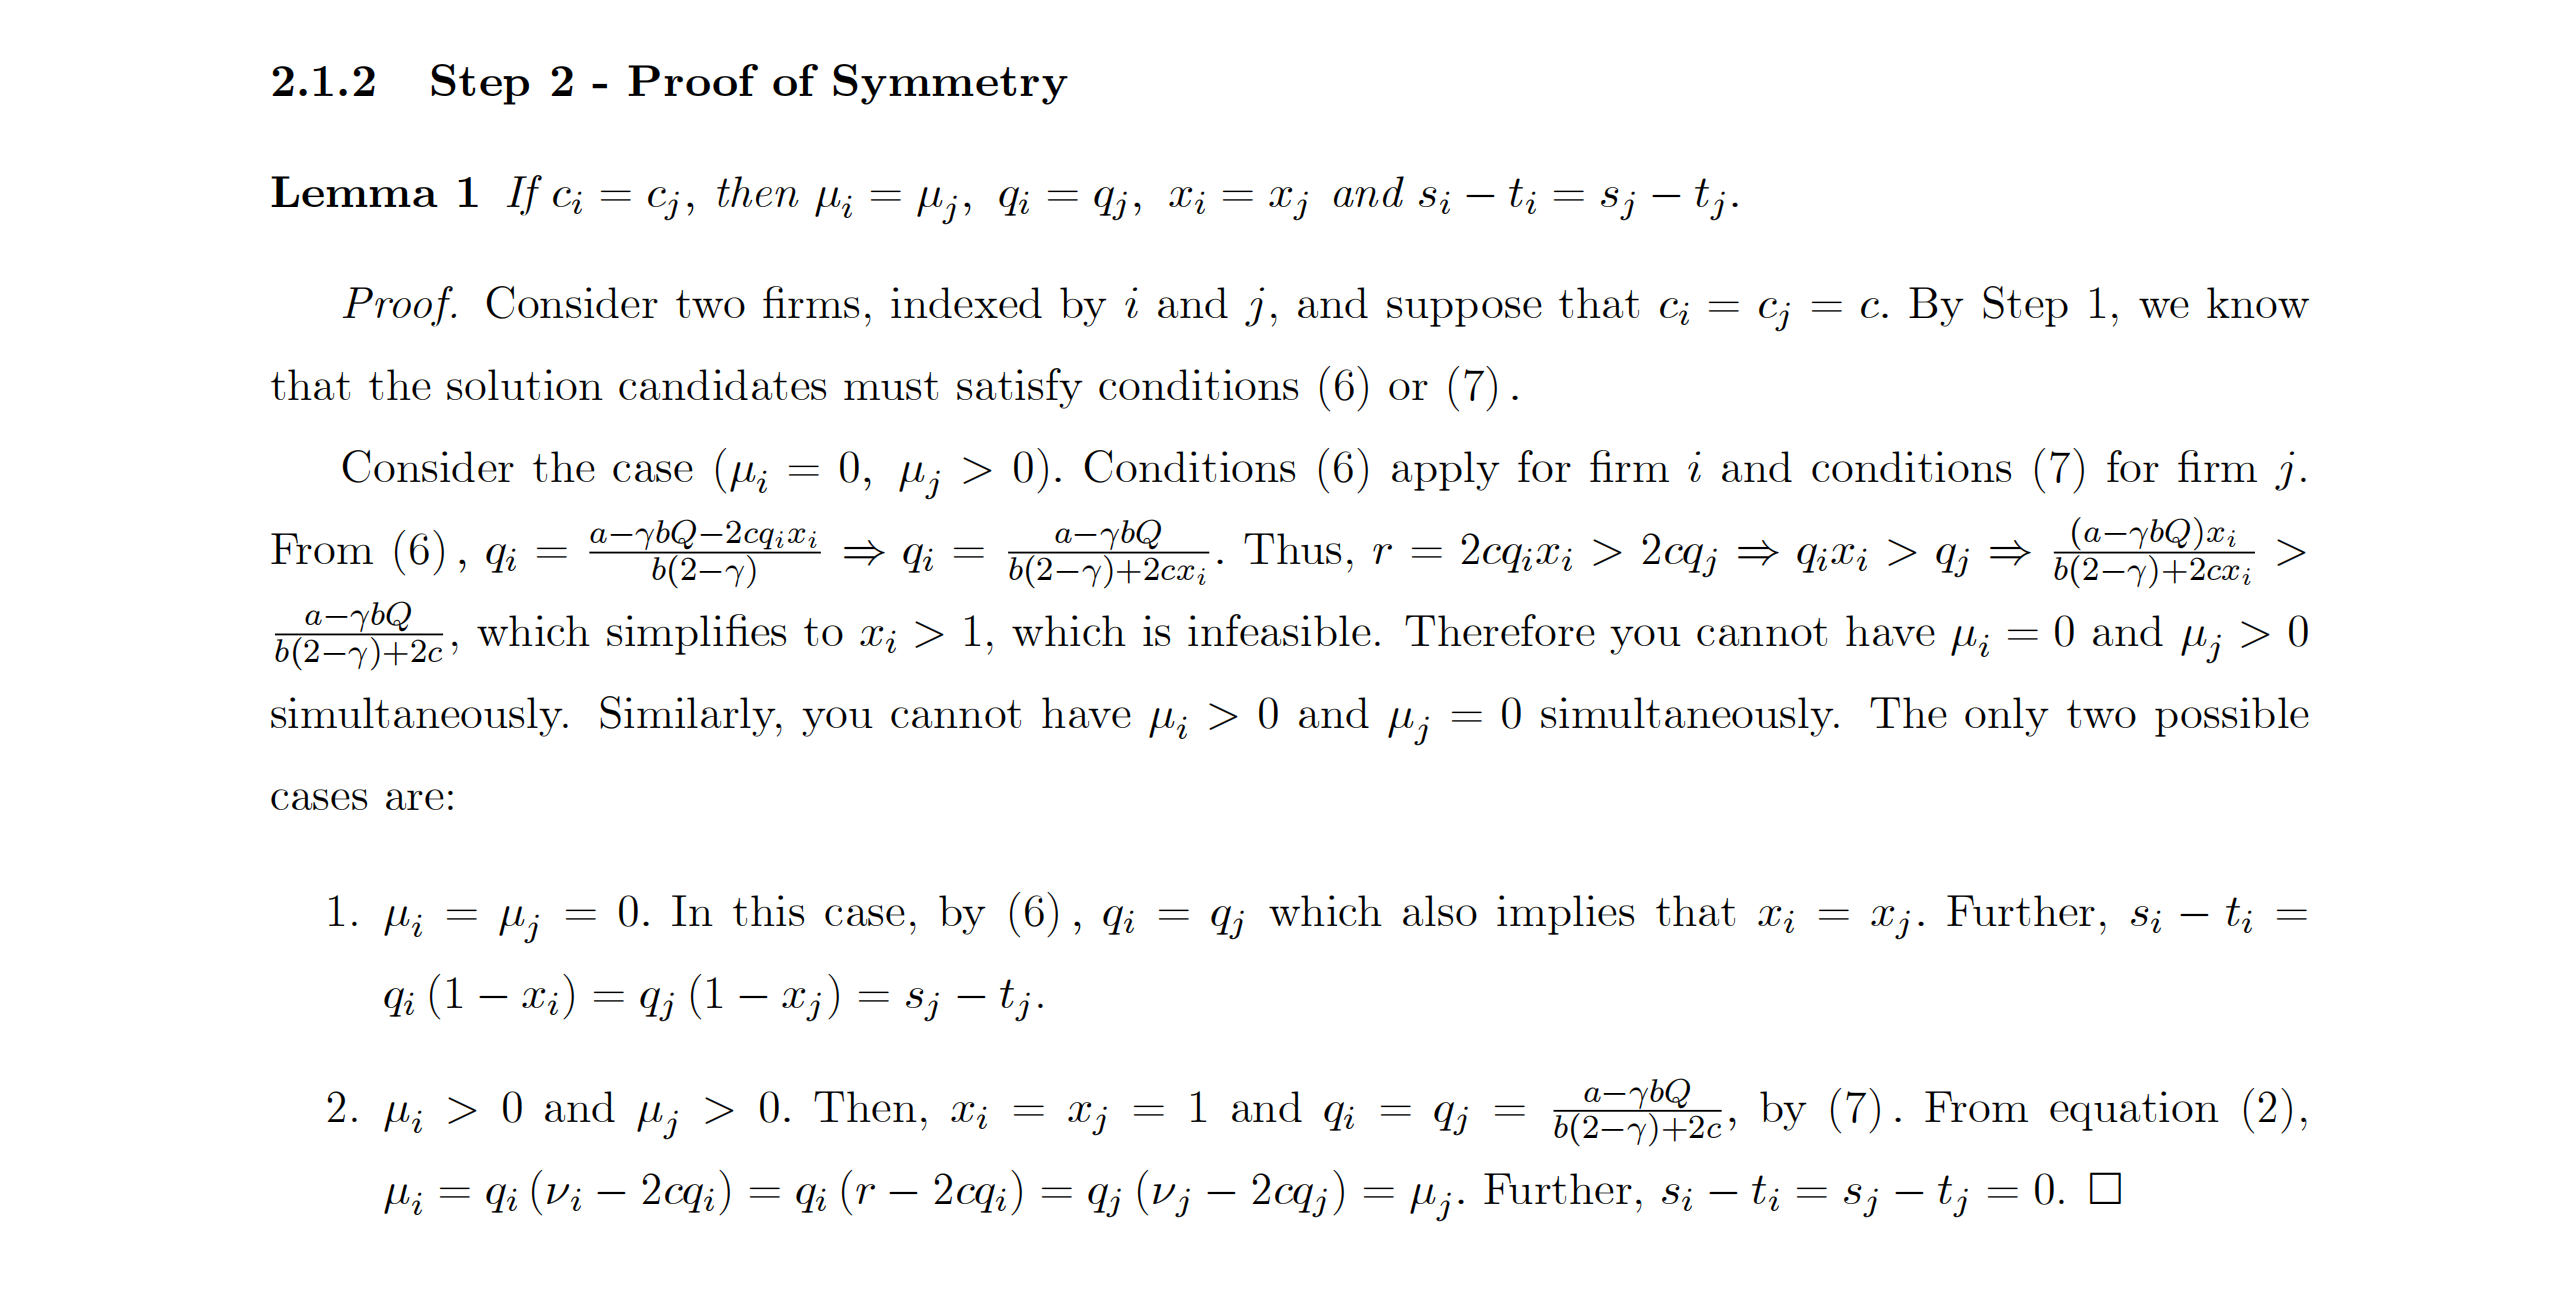 2.1.2 Step 2 - Proof of Symmetry
Lemma 1 If $c_i = c_j$, then $\mu_i = \mu_j$, $q_i = q_j$, $x_i = x_j$ and $s_i - t_i = s_j - t_j$.
Proof. Consider two firms, indexed by $i$ and $j$, and suppose that $c_i = c_j = c$. By Step 1, we know
that the solution candidates must satisfy conditions (6) or (7).
Consider the case ($\mu_i = 0$, $\mu_j > 0$). Conditions (6) apply for firm $i$ and conditions (7) for firm $j$.
From (6), $q_i = \frac{a-\gamma bQ-2cq_ix_i}{b(2-\gamma)} \Rightarrow q_i = \frac{a-\gamma bQ}{b(2-\gamma)+2cx_i}$. Thus, $r = 2cq_ix_i > 2cq_j \Rightarrow q_ix_i > q_j \Rightarrow \frac{(a-\gamma bQ)x_i}{b(2-\gamma)+2cx_i} >$
$\frac{a-\gamma bQ}{b(2-\gamma)+2c}$, which simplifies to $x_i > 1$, which is infeasible. Therefore you cannot have $\mu_i = 0$ and $\mu_j > 0$
simultaneously. Similarly, you cannot have $\mu_i > 0$ and $\mu_j = 0$ simultaneously. The only two possible
cases are:
1. $\mu_i = \mu_j = 0$. In this case, by (6), $q_i = q_j$ which also implies that $x_i = x_j$. Further, $s_i - t_i =$
$q_i (1 - x_i) = q_j (1 - x_j) = s_j - t_j$.
2. $\mu_i > 0$ and $\mu_j > 0$. Then, $x_i = x_j = 1$ and $q_i = q_j = \frac{a-\gamma bQ}{b(2-\gamma)+2c}$, by (7). From equation (2),
$\mu_i = q_i (\nu_i - 2cq_i) = q_i (r - 2cq_i) = q_j (\nu_j - 2cq_j) = \mu_j$. Further, $s_i - t_i = s_j - t_j = 0$. □